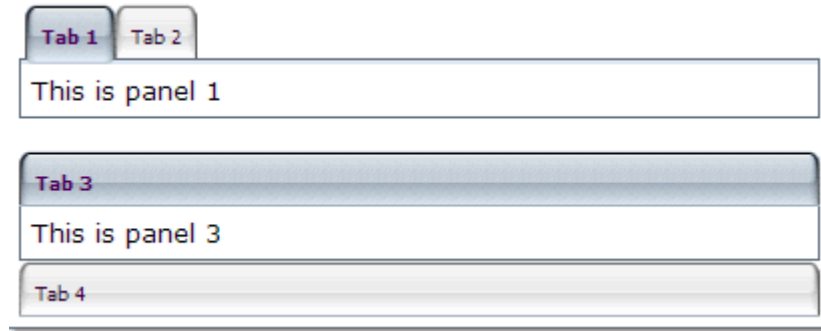 Tab 1 Tab 2
This is panel 1
Tab 3
This is panel 3
Tab 4